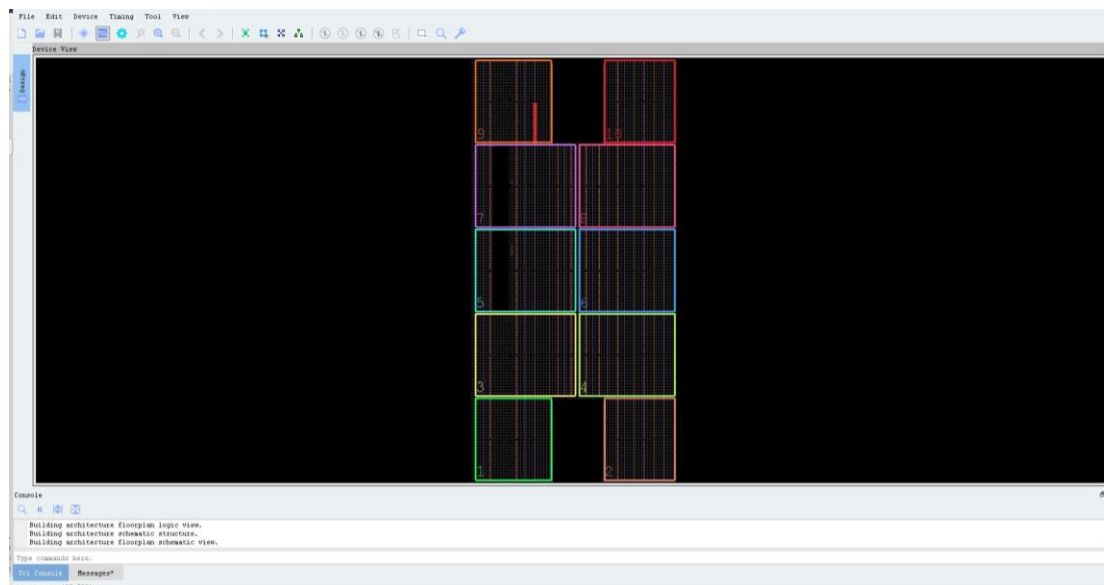 File Edit Device Timing Tool View
Device View
Design
9
10
7
8
5
6
3
4
1
2
Console
Building architecture floorplan logic view.
Building architecture schematic structure.
Building architecture floorplan schematic view.
Type commands here.
Tcl Console Messages*